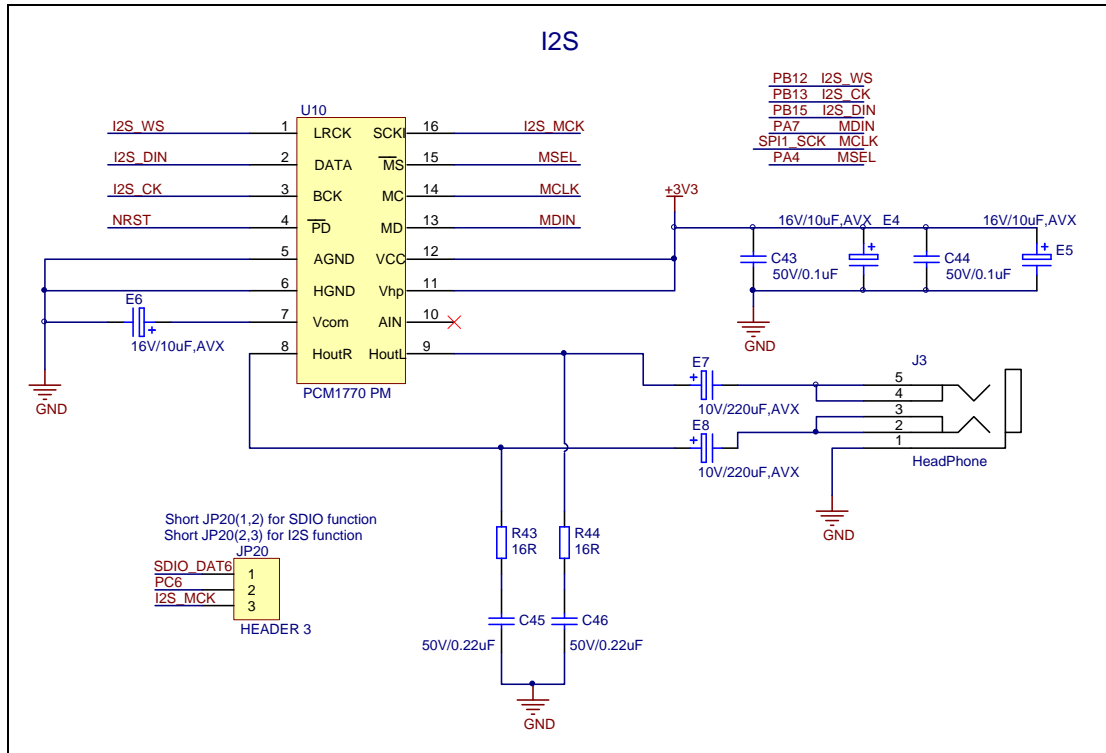 I2S
PB12 I2S_WS
PB13 I2S_CK
PB15 I2S_DIN
PA7 MDIN
SPI1_SCK MCLK
PA4 MSEL
U10
I2S_WS 1 LRCK SCKI 16 I2S_MCK
I2S_DIN 2 DATA MS 15 MSEL
I2S_CK 3 BCK MC 14 MCLK
NRST 4 PD MD 13 MDIN
5 AGND VCC 12
6 HGND Vhp 11
7 Vcom AIN 10
8 HoutR HoutL 9
PCM1770 PM
E6
16V/10uF,AVX
GND
+3V3
16V/10uF,AVX E4 16V/10uF,AVX
C43 C44 E5
50V/0.1uF 50V/0.1uF
GND
E7
10V/220uF,AVX
E8
10V/220uF,AVX
J3
5
4
3
2
1
HeadPhone
GND
R43 R44
16R 16R
C45 C46
50V/0.22uF 50V/0.22uF
GND
Short JP20(1,2) for SDIO function
Short JP20(2,3) for I2S function
JP20
SDIO_DAT6 1
PC6 2
I2S_MCK 3
HEADER 3